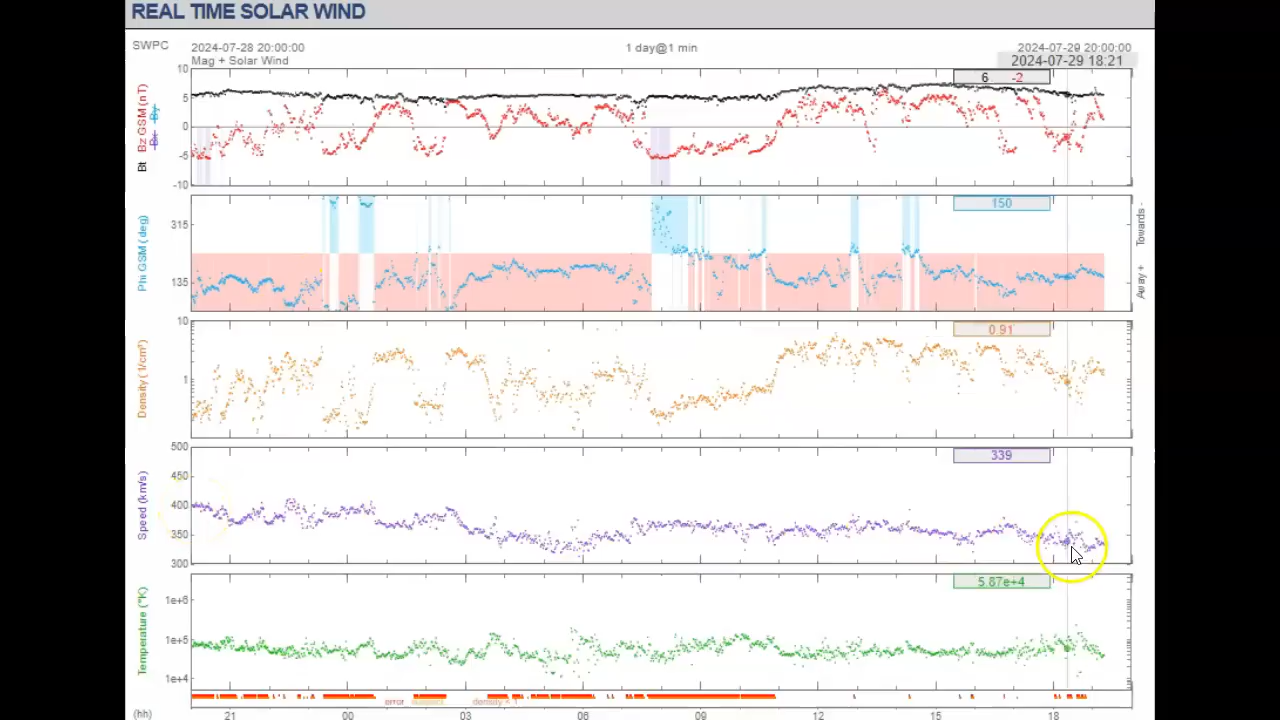 REAL TIME SOLAR WIND
SWPC
2024-07-28 20:00:00
1 day@1 min
2024-07-29 20:00:00
Mag + Solar Wind
2024-07-29 18:21
Bt Bz GSM (nT)
Bx By
10
5
0
-5
-10
6 -2
Phi GSM (deg)
315
135
150
Towards -
Away +
Density (1/cm³)
10
1
0.91
Speed (km/s)
500
450
400
350
300
339
Temperature (°K)
1e+6
1e+5
1e+4
5.87e+4
error
density < 1
(hh)
21
00
03
06
09
12
15
18